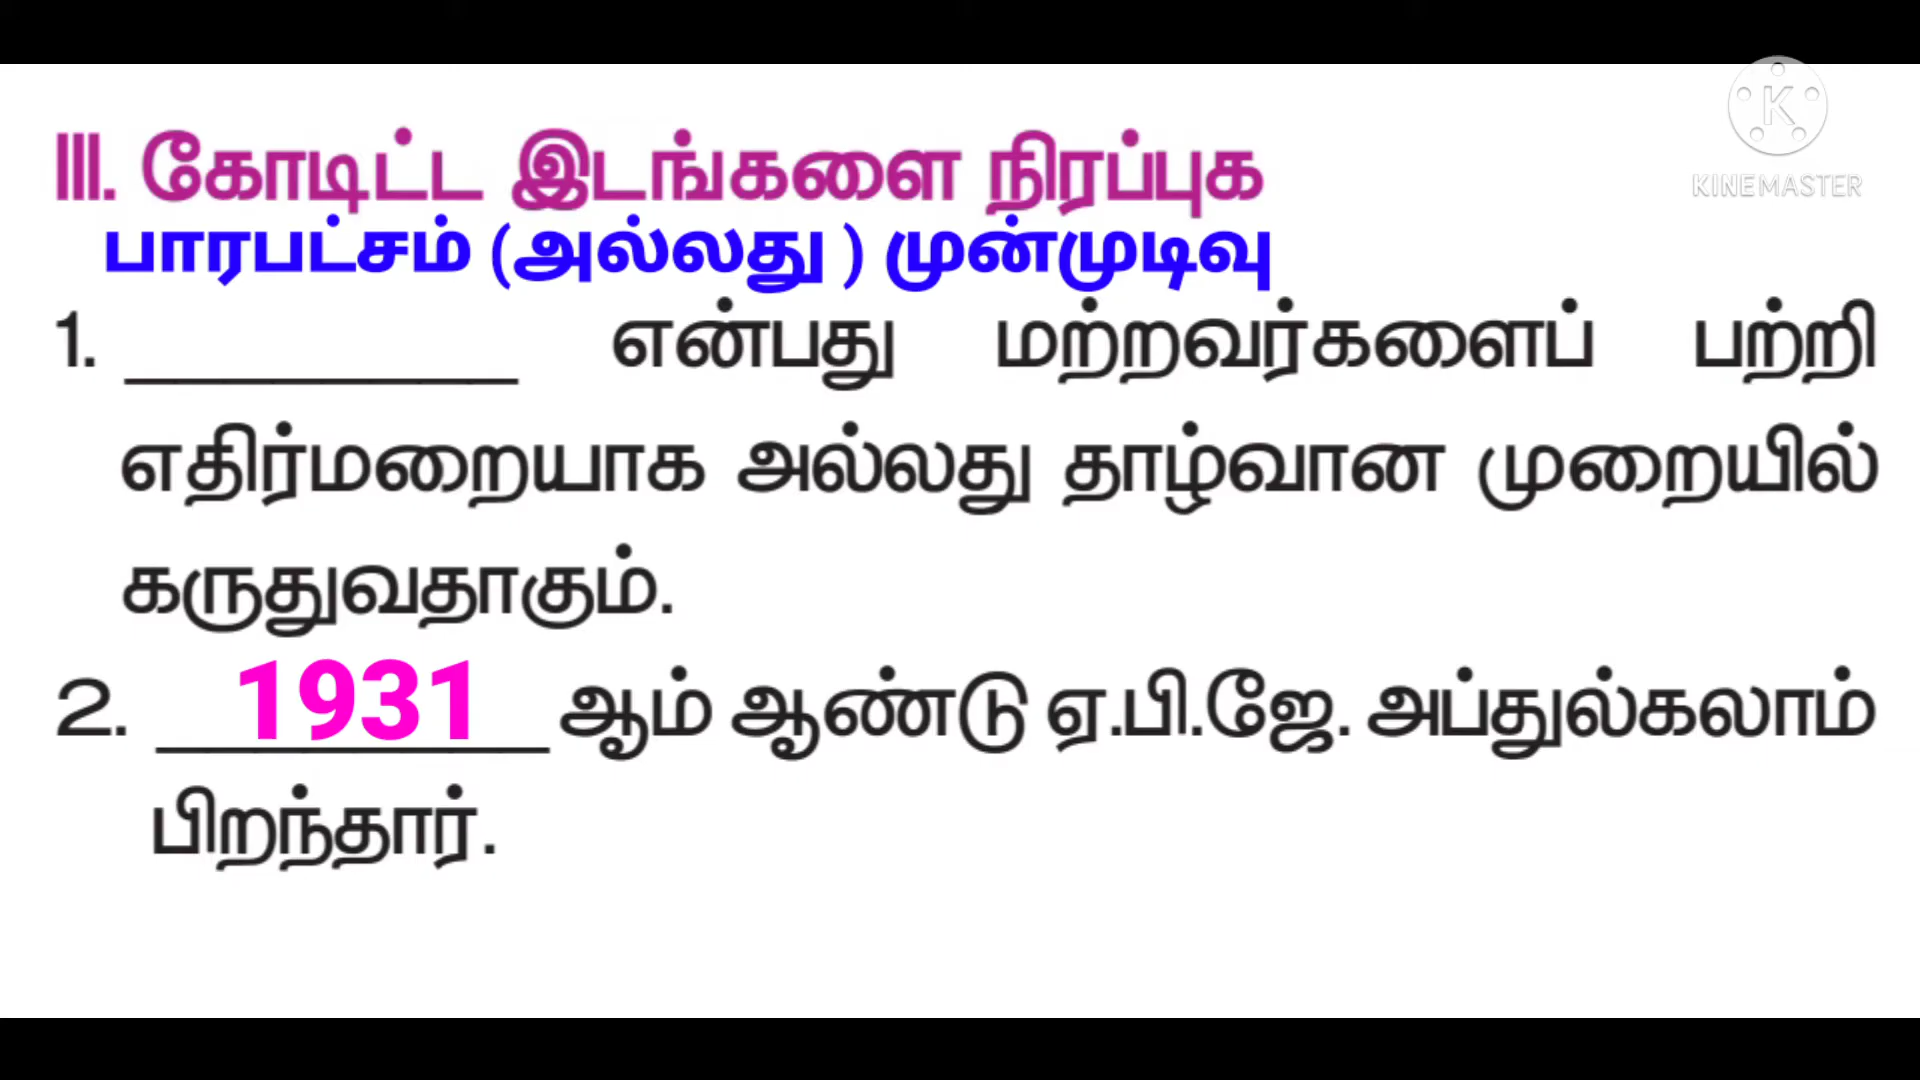 III. கோடிட்ட இடங்களை நிரப்புக
KINEMASTER
பாரபட்சம் (அல்லது ) முன்முடிவு
1. ________ என்பது மற்றவர்களைப் பற்றி
எதிர்மறையாக அல்லது தாழ்வான முறையில்
கருதுவதாகும்.
2. 1931 ஆம் ஆண்டு ஏ.பி.ஜே. அப்துல்கலாம்
பிறந்தார்.